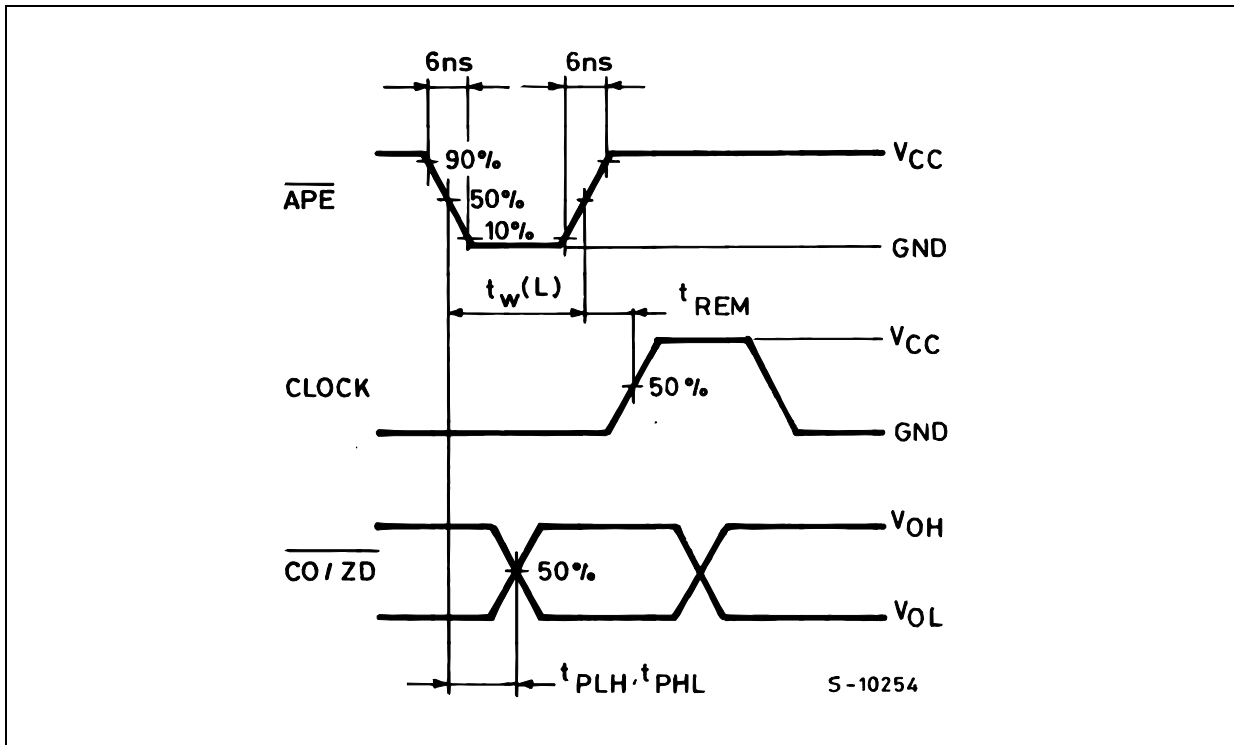 6ns 6ns
90%
VCC
APE
50%
10%
GND
tw(L)
tREM
VCC
CLOCK
50%
GND
VOH
CO/ZD
50%
VOL
tPLH, tPHL
S-10254